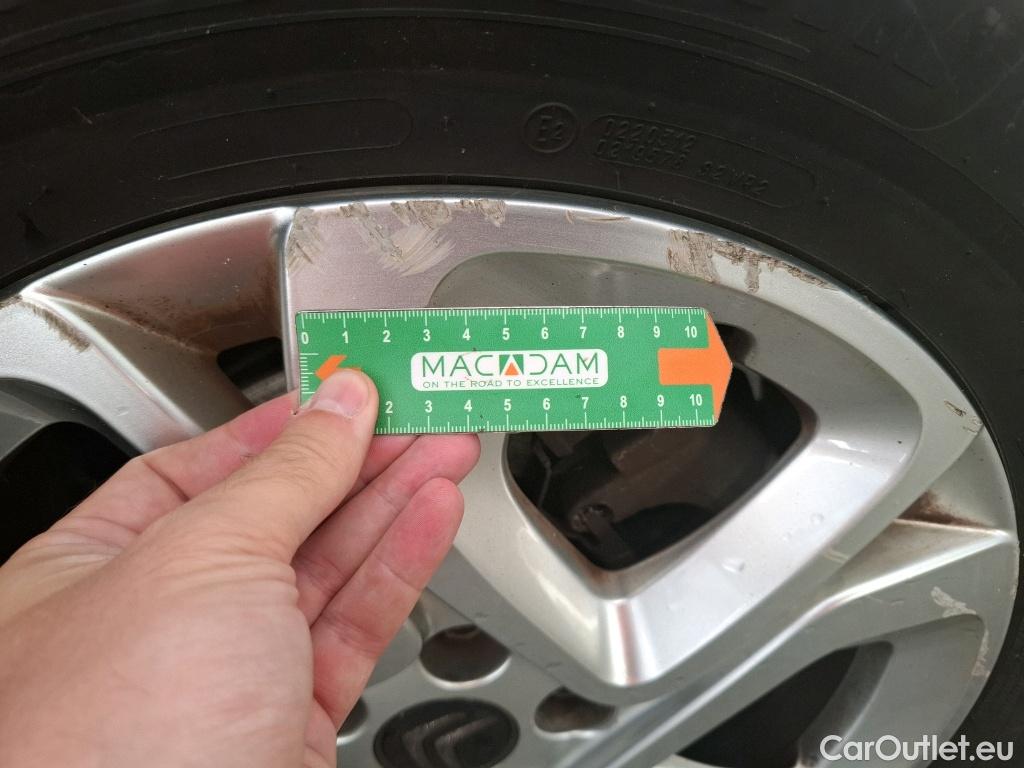 E2
0220312
0 1 2 3 4 5 6 7 8 9 10
MACADAM
ON THE ROAD TO EXCELLENCE
2 3 4 5 6 7 8 9 10
CarOutlet.eu